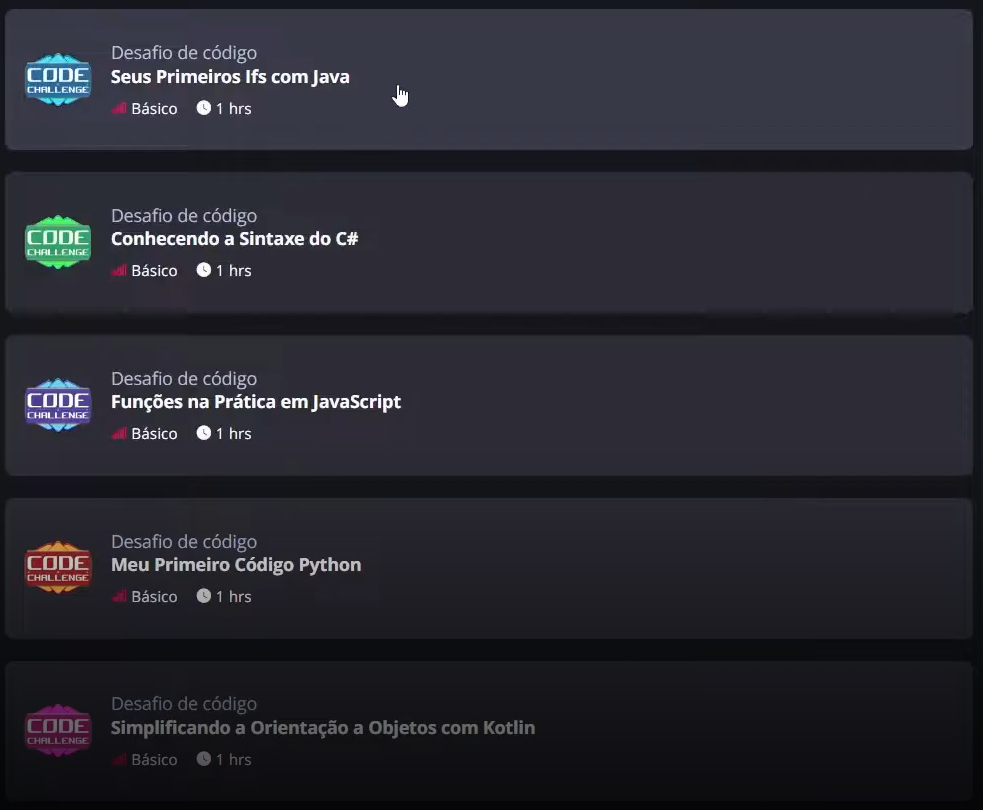 CODE
CHALLENGE
Desafio de código
Seus Primeiros Ifs com Java
Básico 1 hrs
CODE
CHALLENGE
Desafio de código
Conhecendo a Sintaxe do C#
Básico 1 hrs
CODE
CHALLENGE
Desafio de código
Funções na Prática em JavaScript
Básico 1 hrs
CODE
CHALLENGE
Desafio de código
Meu Primeiro Código Python
Básico 1 hrs
CODE
CHALLENGE
Desafio de código
Simplificando a Orientação a Objetos com Kotlin
Básico 1 hrs